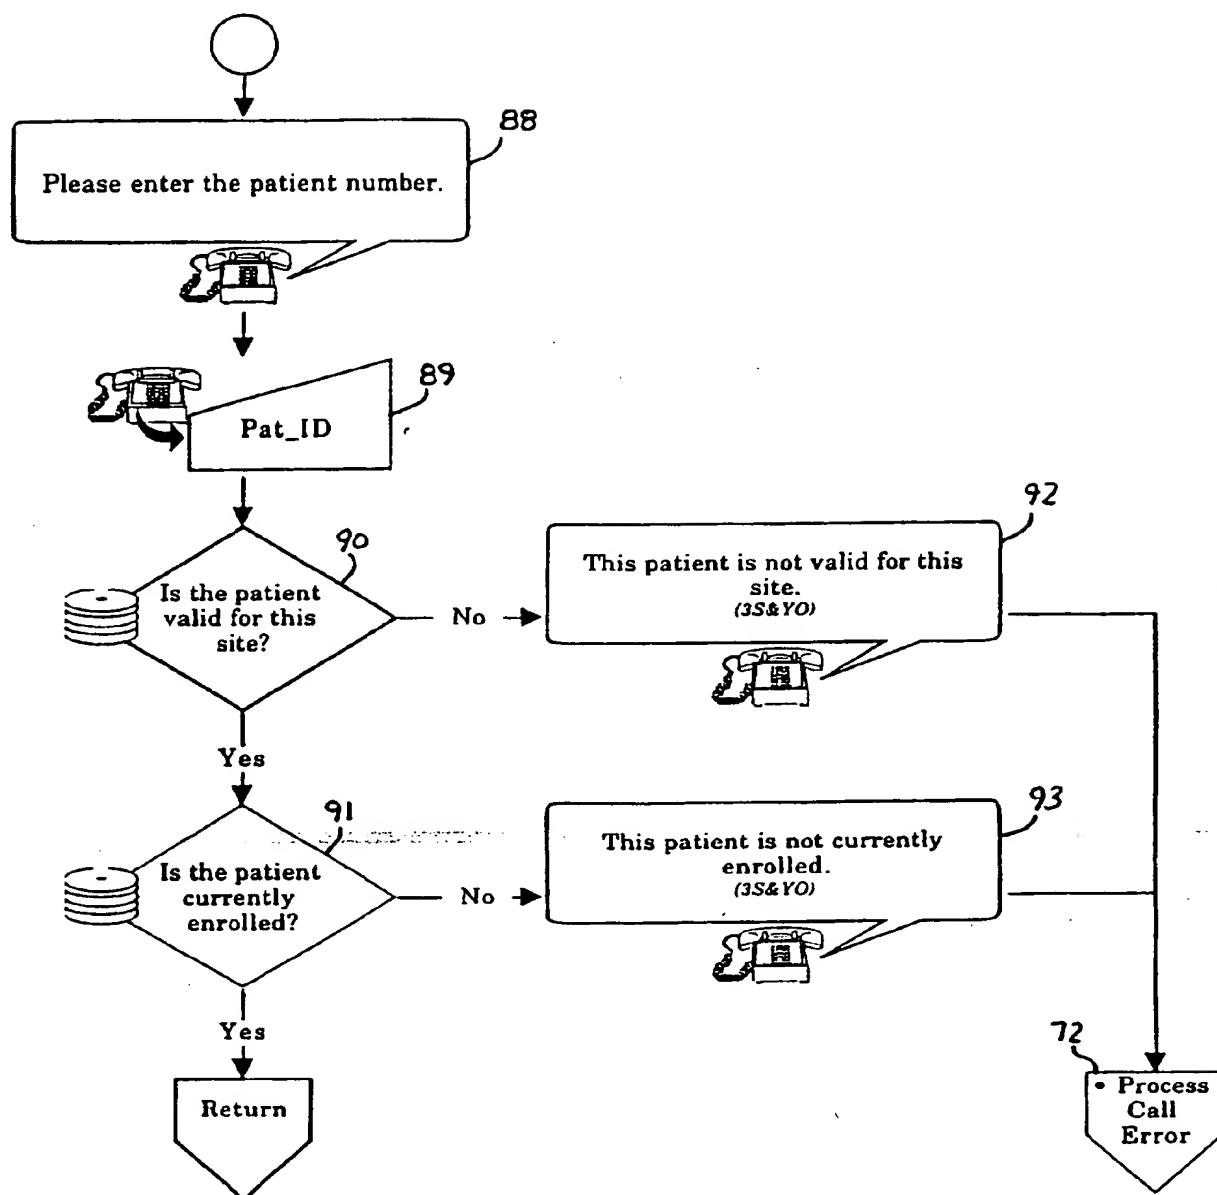 88
Please enter the patient number.
89
Pat_ID
90
Is the patient
valid for this
site?
No
92
This patient is not valid for this
site.
(3S&YO)
Yes
91
Is the patient
currently
enrolled?
No
93
This patient is not currently
enrolled.
(3S&YO)
Yes
Return
72
Process
Call
Error